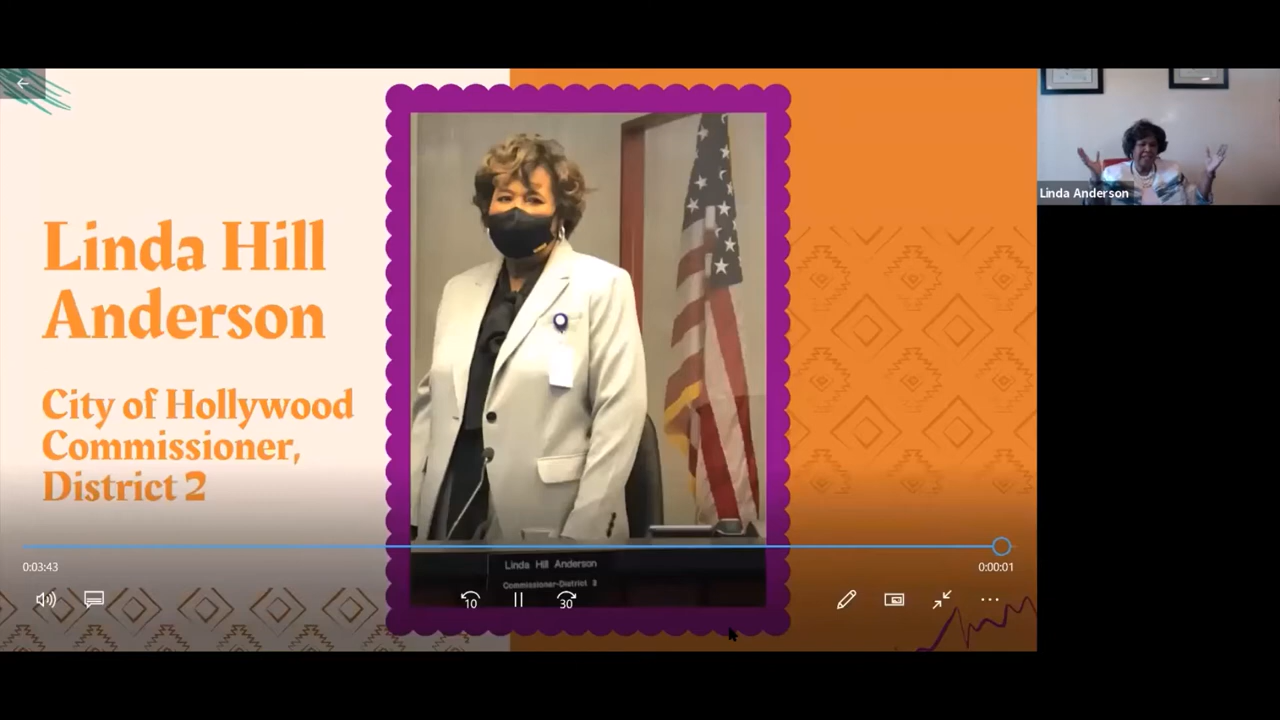 Linda Hill
Anderson
City of Hollywood
Commissioner,
District 2
Linda Hill Anderson
Commissioner-District 3
0:03:43
0:00:01
10
30
Linda Anderson